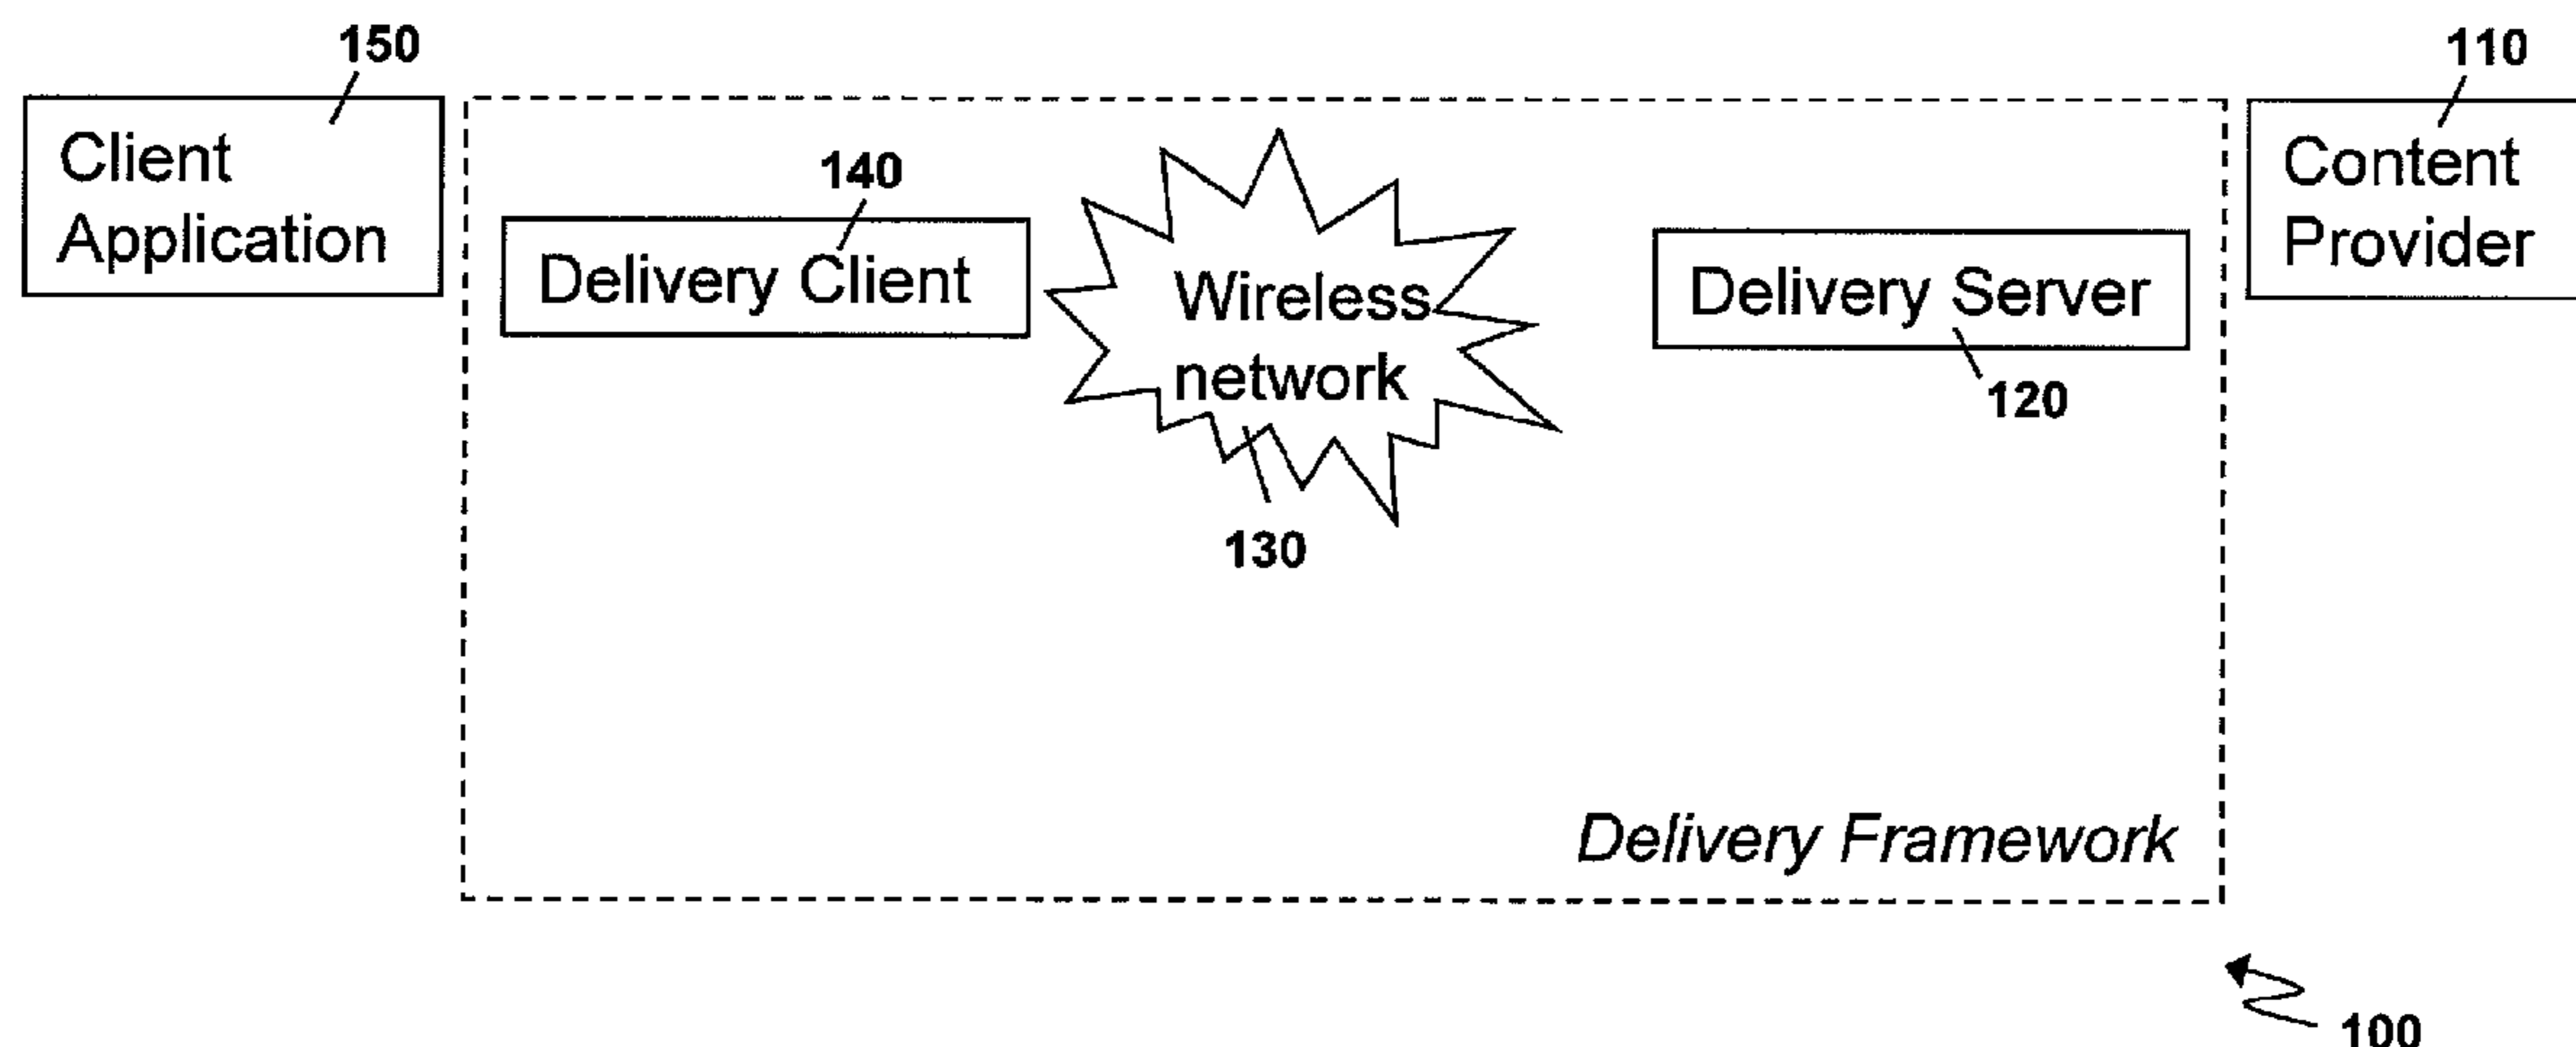 150
110
Client
Application
140
Delivery Client
Wireless
network
130
Delivery Server
120
Content
Provider
Delivery Framework
100